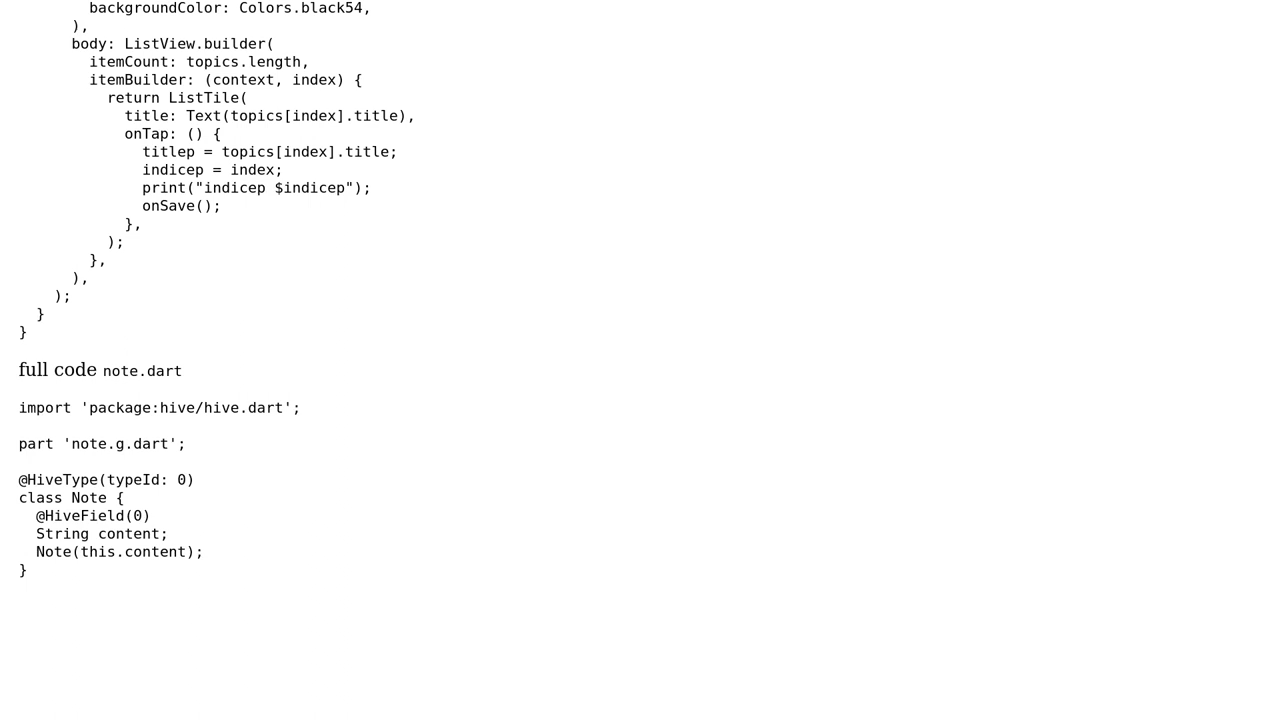 backgroundColor: Colors.black54,
      ),
      body: ListView.builder(
        itemCount: topics.length,
        itemBuilder: (context, index) {
          return ListTile(
            title: Text(topics[index].title),
            onTap: () {
              titlep = topics[index].title;
              indicep = index;
              print("indicep $indicep");
              onSave();
            },
          );
        },
      ),
    );
  }
}
full code note.dart
import 'package:hive/hive.dart';
part 'note.g.dart';
@HiveType(typeId: 0)
class Note {
  @HiveField(0)
  String content;
  Note(this.content);
}